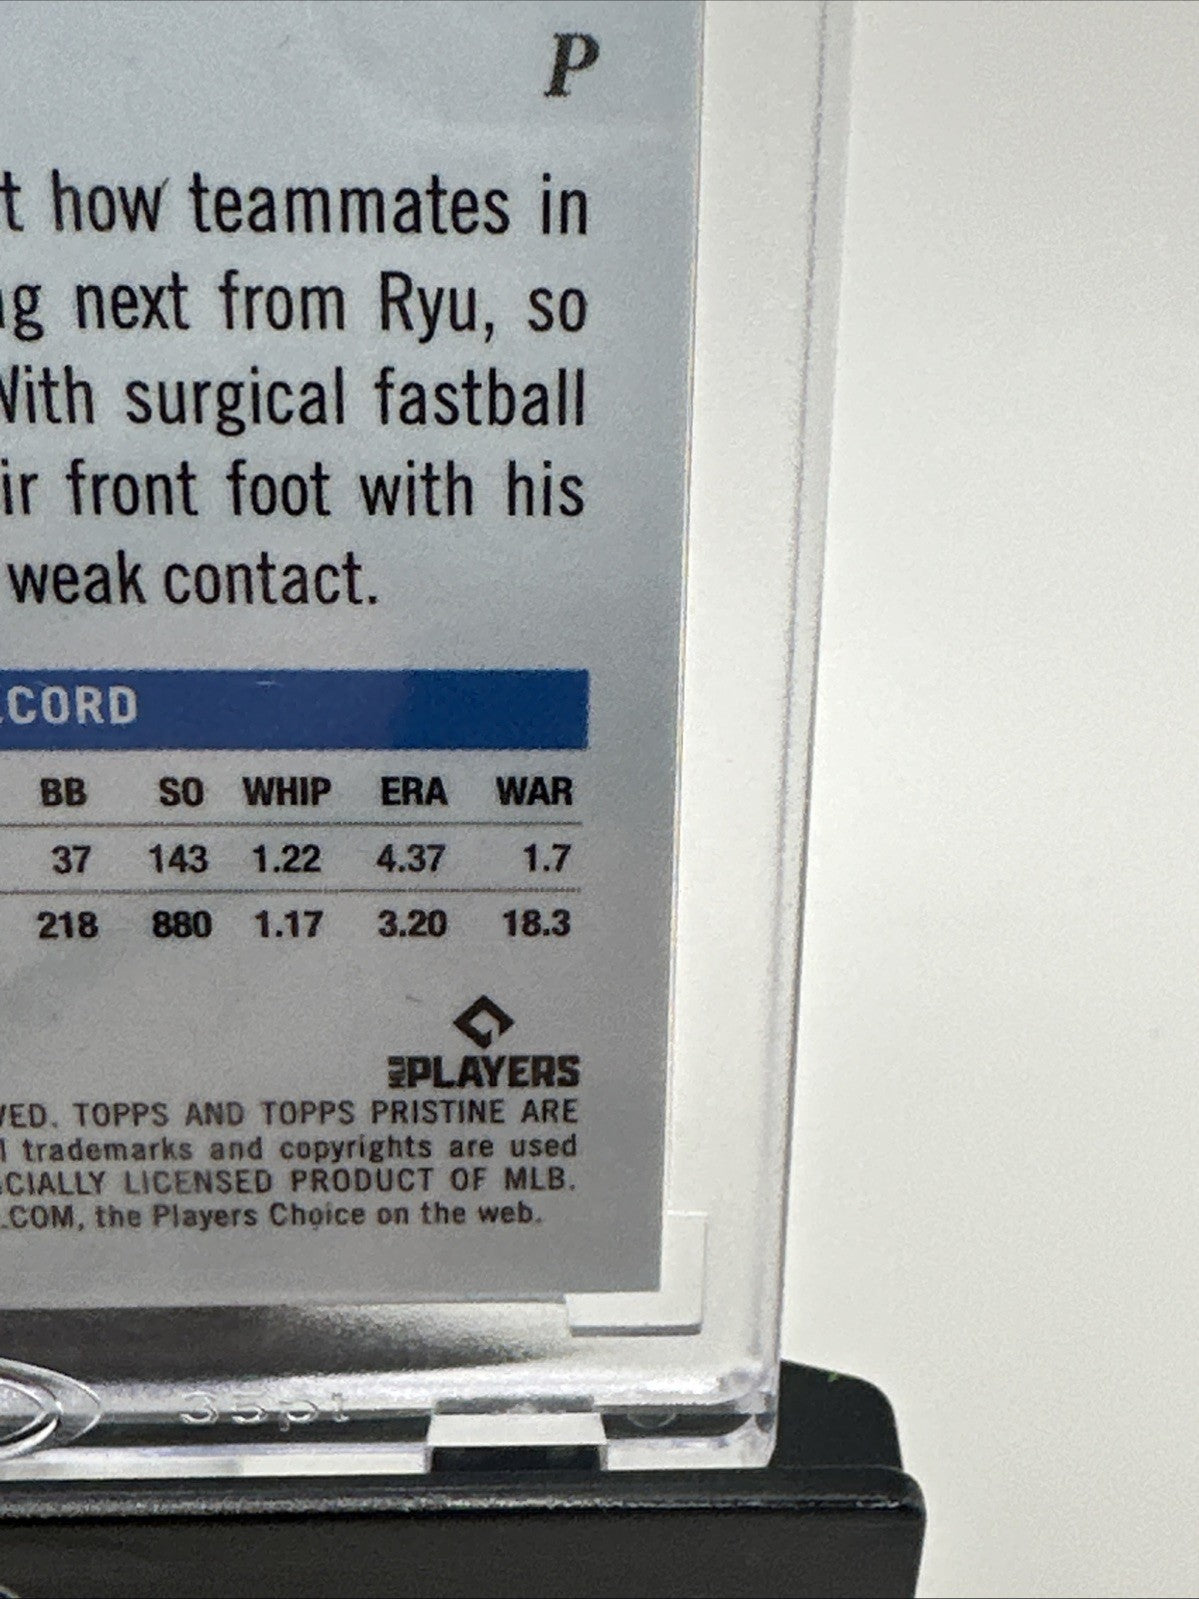 P
t how teammates in
g next from Ryu, so
With surgical fastball
ir front foot with his
weak contact.
CORD
BB SO WHIP ERA WAR
37 143 1.22 4.37 1.7
218 880 1.17 3.20 18.3
MLB PLAYERS
VED. TOPPS AND TOPPS PRISTINE ARE
l trademarks and copyrights are used
CIALLY LICENSED PRODUCT OF MLB.
.COM, the Players Choice on the web.
35pt